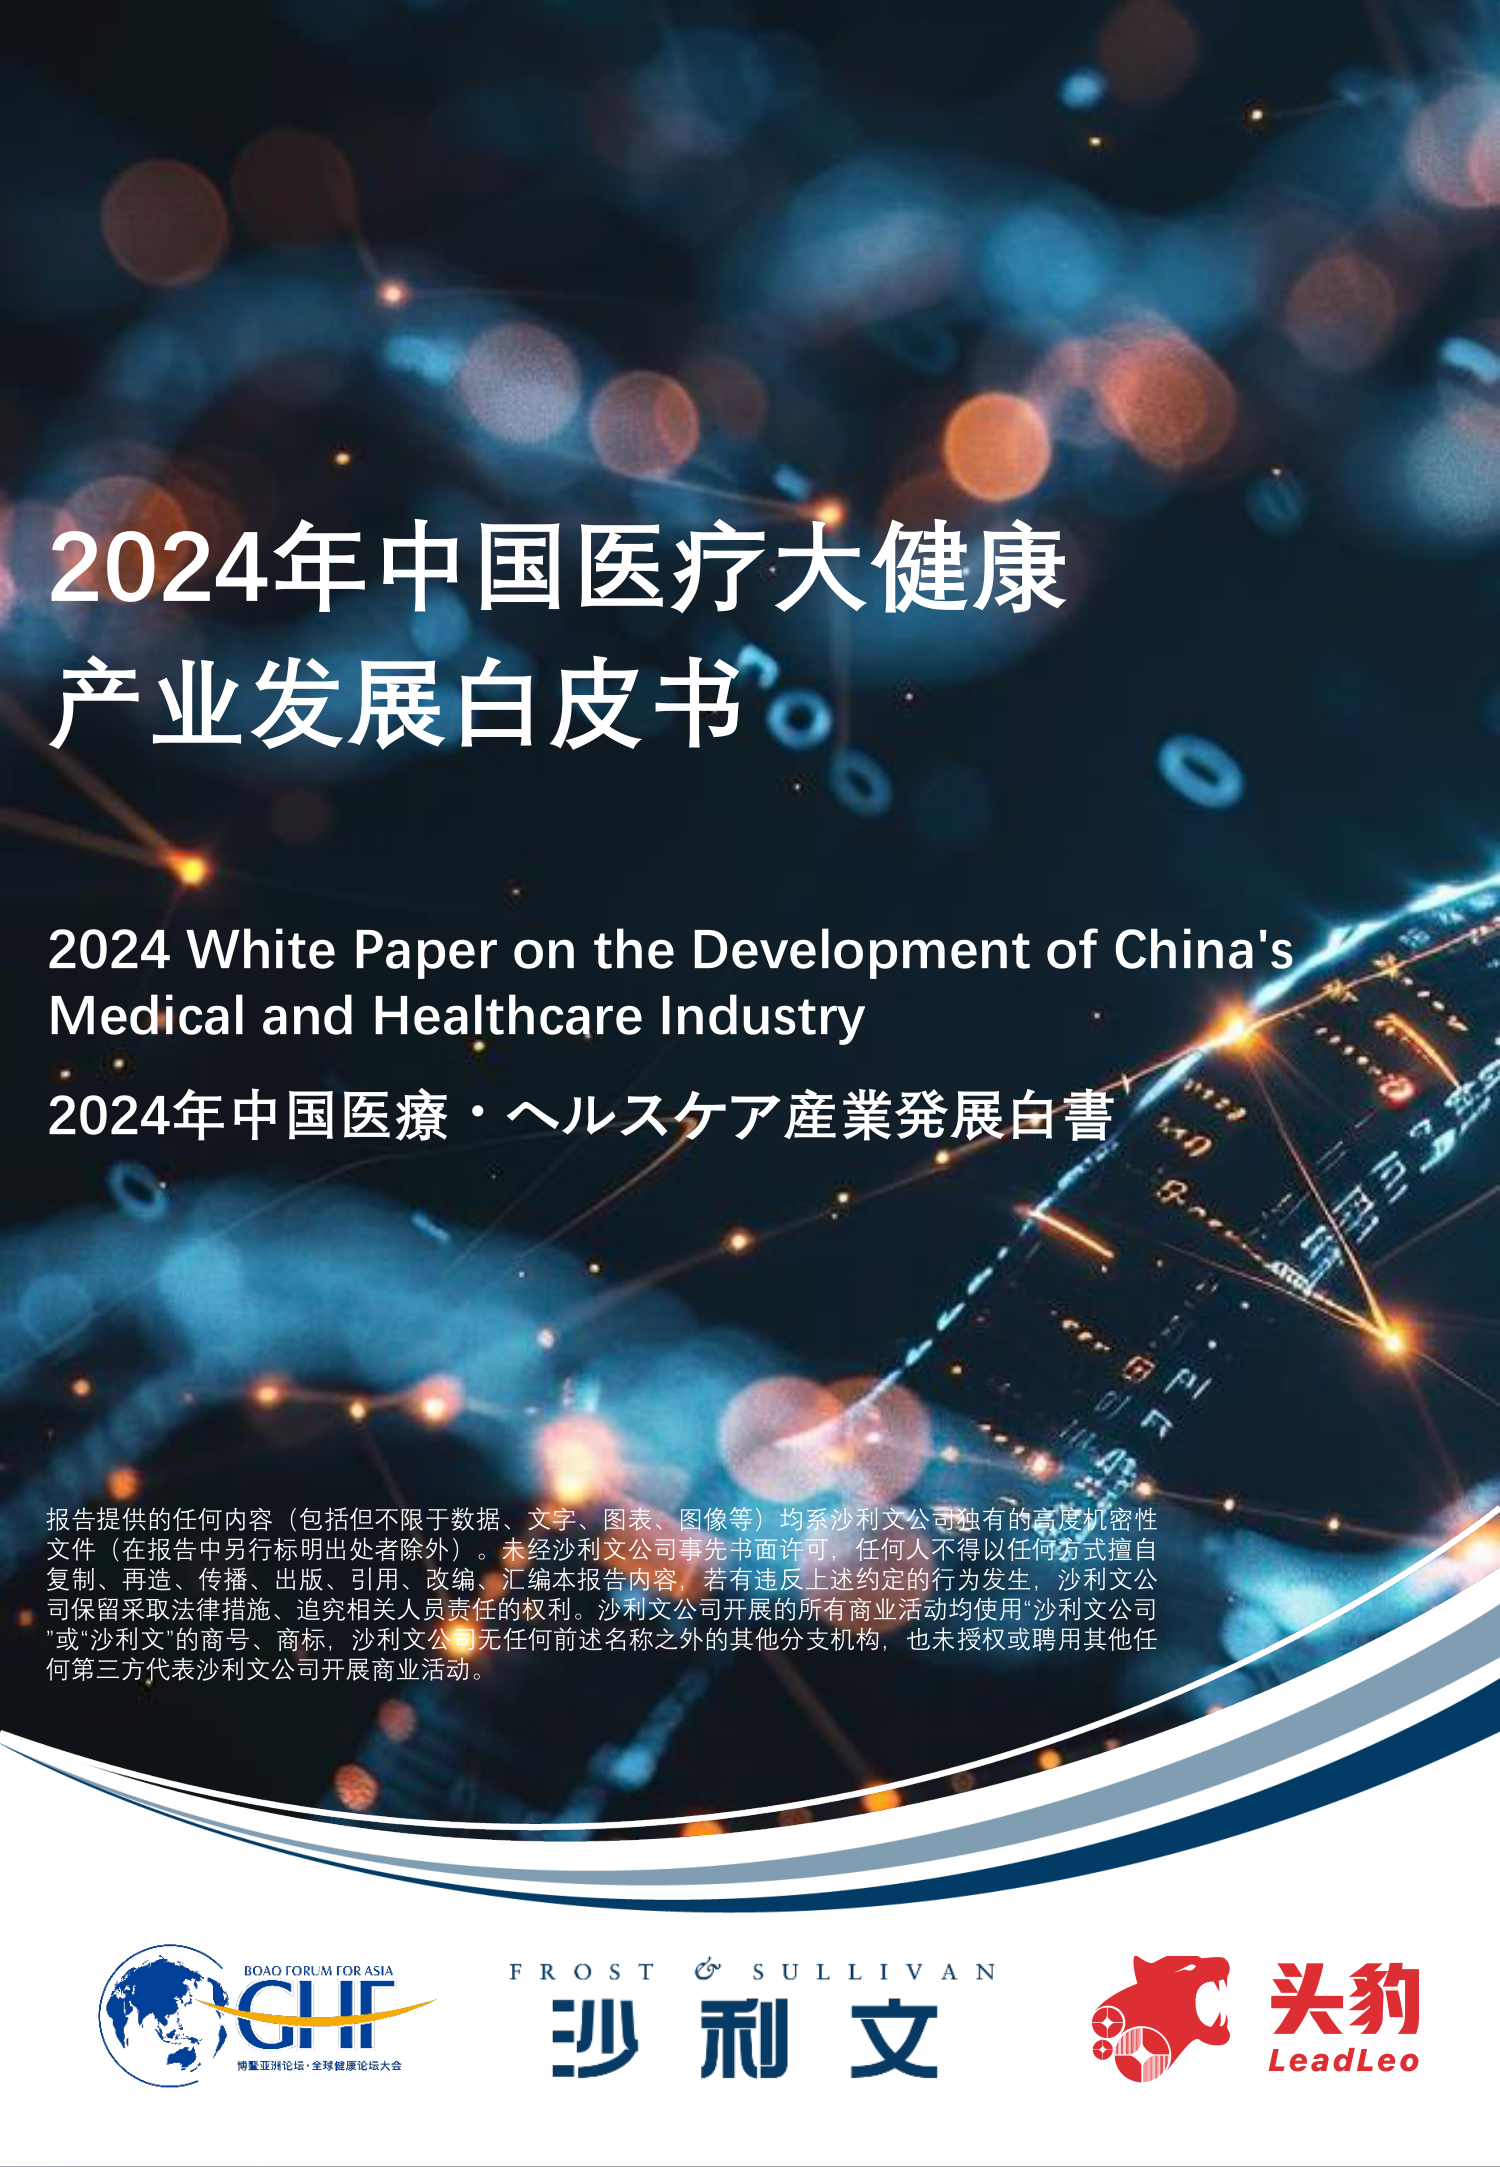 2024年中国医疗大健康
产业发展白皮书
2024 White Paper on the Development of China's
Medical and Healthcare Industry
2024年中国医療・ヘルスケア産業発展白書
报告提供的任何内容（包括但不限于数据、文字、图表、图像等）均系沙利文公司独有的高度机密性
文件（在报告中另行标明出处者除外）。未经沙利文公司事先书面许可，任何人不得以任何方式擅自
复制、再造、传播、出版、引用、改编、汇编本报告内容，若有违反上述约定的行为发生，沙利文公
司保留采取法律措施、追究相关人员责任的权利。沙利文公司开展的所有商业活动均使用“沙利文公司
”或“沙利文”的商号、商标，沙利文公司无任何前述名称之外的其他分支机构，也未授权或聘用其他任
何第三方代表沙利文公司开展商业活动。
BOAO FORUM FOR ASIA
GHF
博鳌亚洲论坛·全球健康论坛大会
FROST & SULLIVAN
沙利文
头豹
LeadLeo